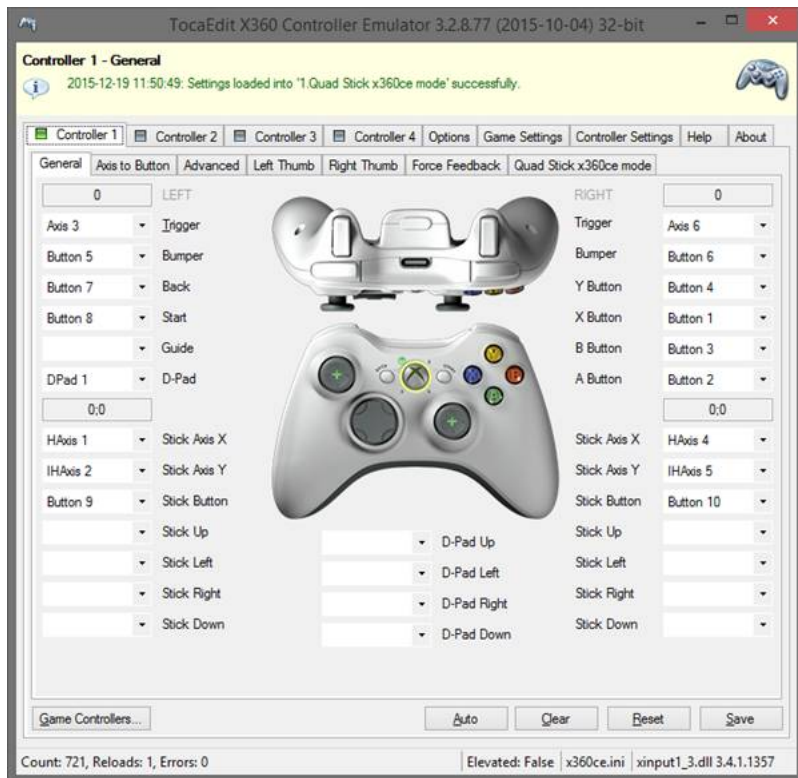 TocaEdit X360 Controller Emulator 3.2.8.77 (2015-10-04) 32-bit
Controller 1 - General
2015-12-19 11:50:49: Settings loaded into '1.Quad Stick x360ce mode' successfully.
Controller 1 Controller 2 Controller 3 Controller 4 Options Game Settings Controller Settings Help About
General Axis to Button Advanced Left Thumb Right Thumb Force Feedback Quad Stick x360ce mode
0 LEFT RIGHT 0
Axis 3 Trigger Trigger Axis 6
Button 5 Bumper Bumper Button 6
Button 7 Back Y Button Button 4
Button 8 Start X Button Button 1
Guide B Button Button 3
DPad 1 D-Pad A Button Button 2
0;0 0;0
HAxis 1 Stick Axis X Stick Axis X HAxis 4
IHAxis 2 Stick Axis Y Stick Axis Y IHAxis 5
Button 9 Stick Button Stick Button Button 10
Stick Up D-Pad Up Stick Up
Stick Left D-Pad Left Stick Left
Stick Right D-Pad Right Stick Right
Stick Down D-Pad Down Stick Down
Game Controllers... Auto Clear Reset Save
Count: 721, Reloads: 1, Errors: 0 Elevated: False x360ce.ini xinput1_3.dll 3.4.1.1357